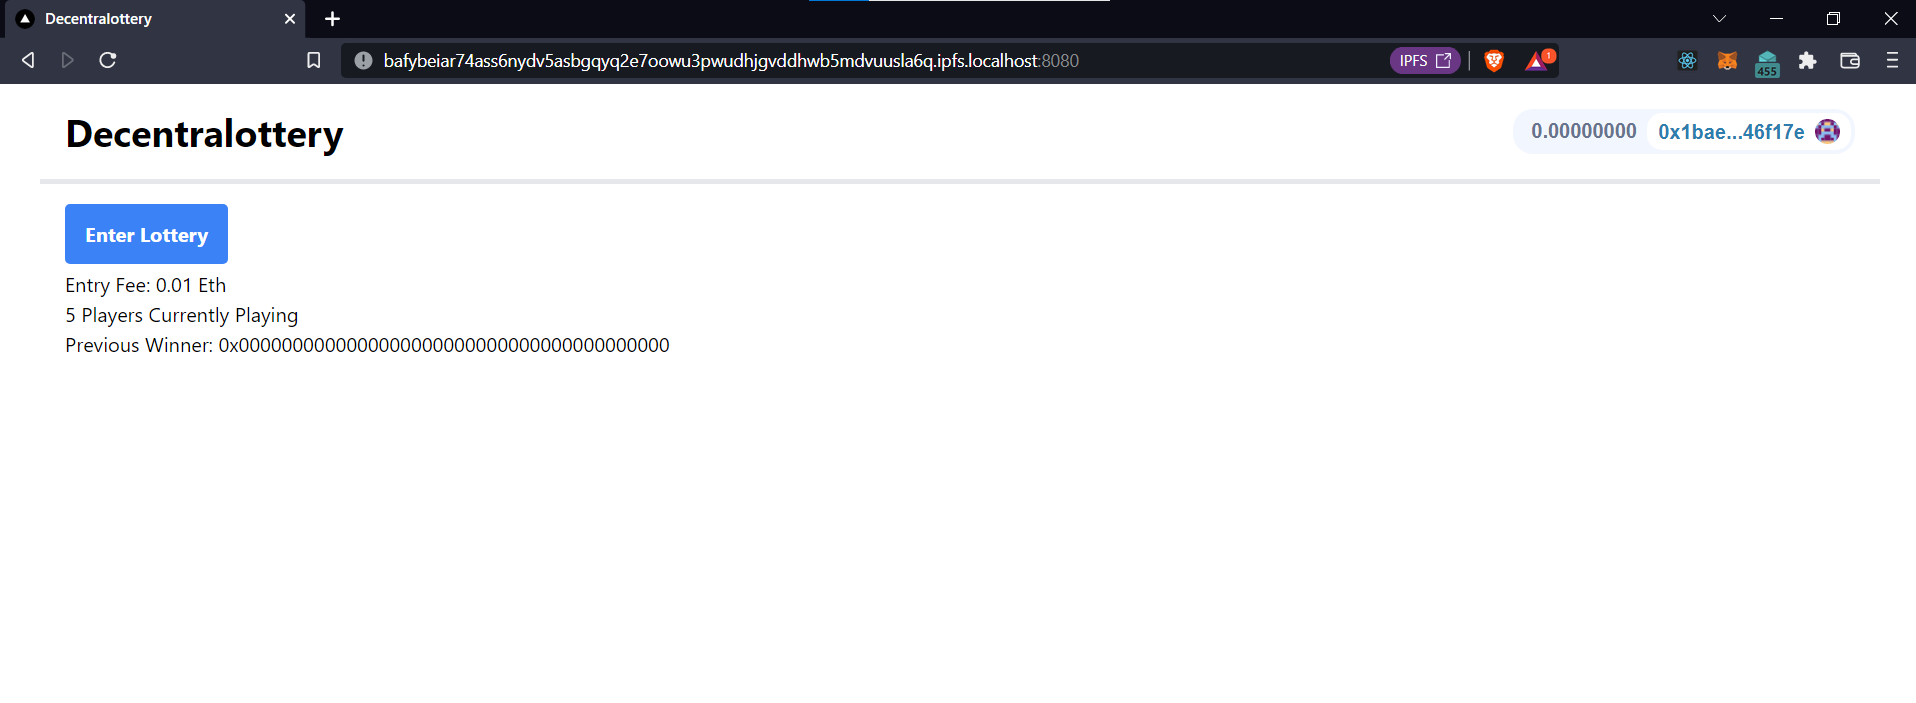 Decentralottery
bafybeiar74ass6nydv5asbgqyq2e7oowu3pwudhjgvddhwb5mdvuusla6q.ipfs.localhost:8080
IPFS
1
455
Decentralottery
0.00000000
0x1bae...46f17e
Enter Lottery
Entry Fee: 0.01 Eth
5 Players Currently Playing
Previous Winner: 0x0000000000000000000000000000000000000000